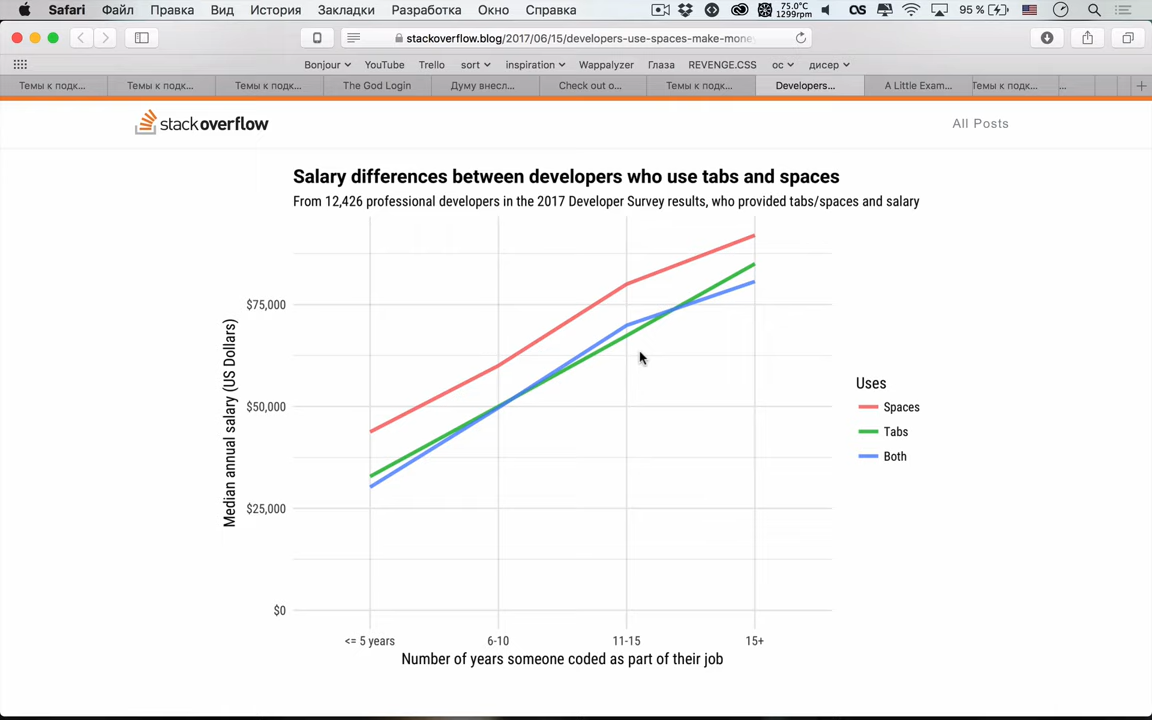 Safari Файл Правка Вид История Закладки Разработка Окно Справка 75.0°C 1299rpm 95 %
stackoverflow.blog/2017/06/15/developers-use-spaces-make-mone
Bonjour YouTube Trello sort inspiration Wappalyzer Глаза REVENGE.CSS ос дисер
Темы к подк... Темы к подк... Темы к подк... The God Login Думу внесл... Check out o... Темы к подк... Developers... A Little Exam... Темы к подк... ...
stackoverflow All Posts
Salary differences between developers who use tabs and spaces
From 12,426 professional developers in the 2017 Developer Survey results, who provided tabs/spaces and salary
Median annual salary (US Dollars)
$75,000
$50,000
$25,000
$0
Uses
Spaces
Tabs
Both
<= 5 years 6-10 11-15 15+
Number of years someone coded as part of their job